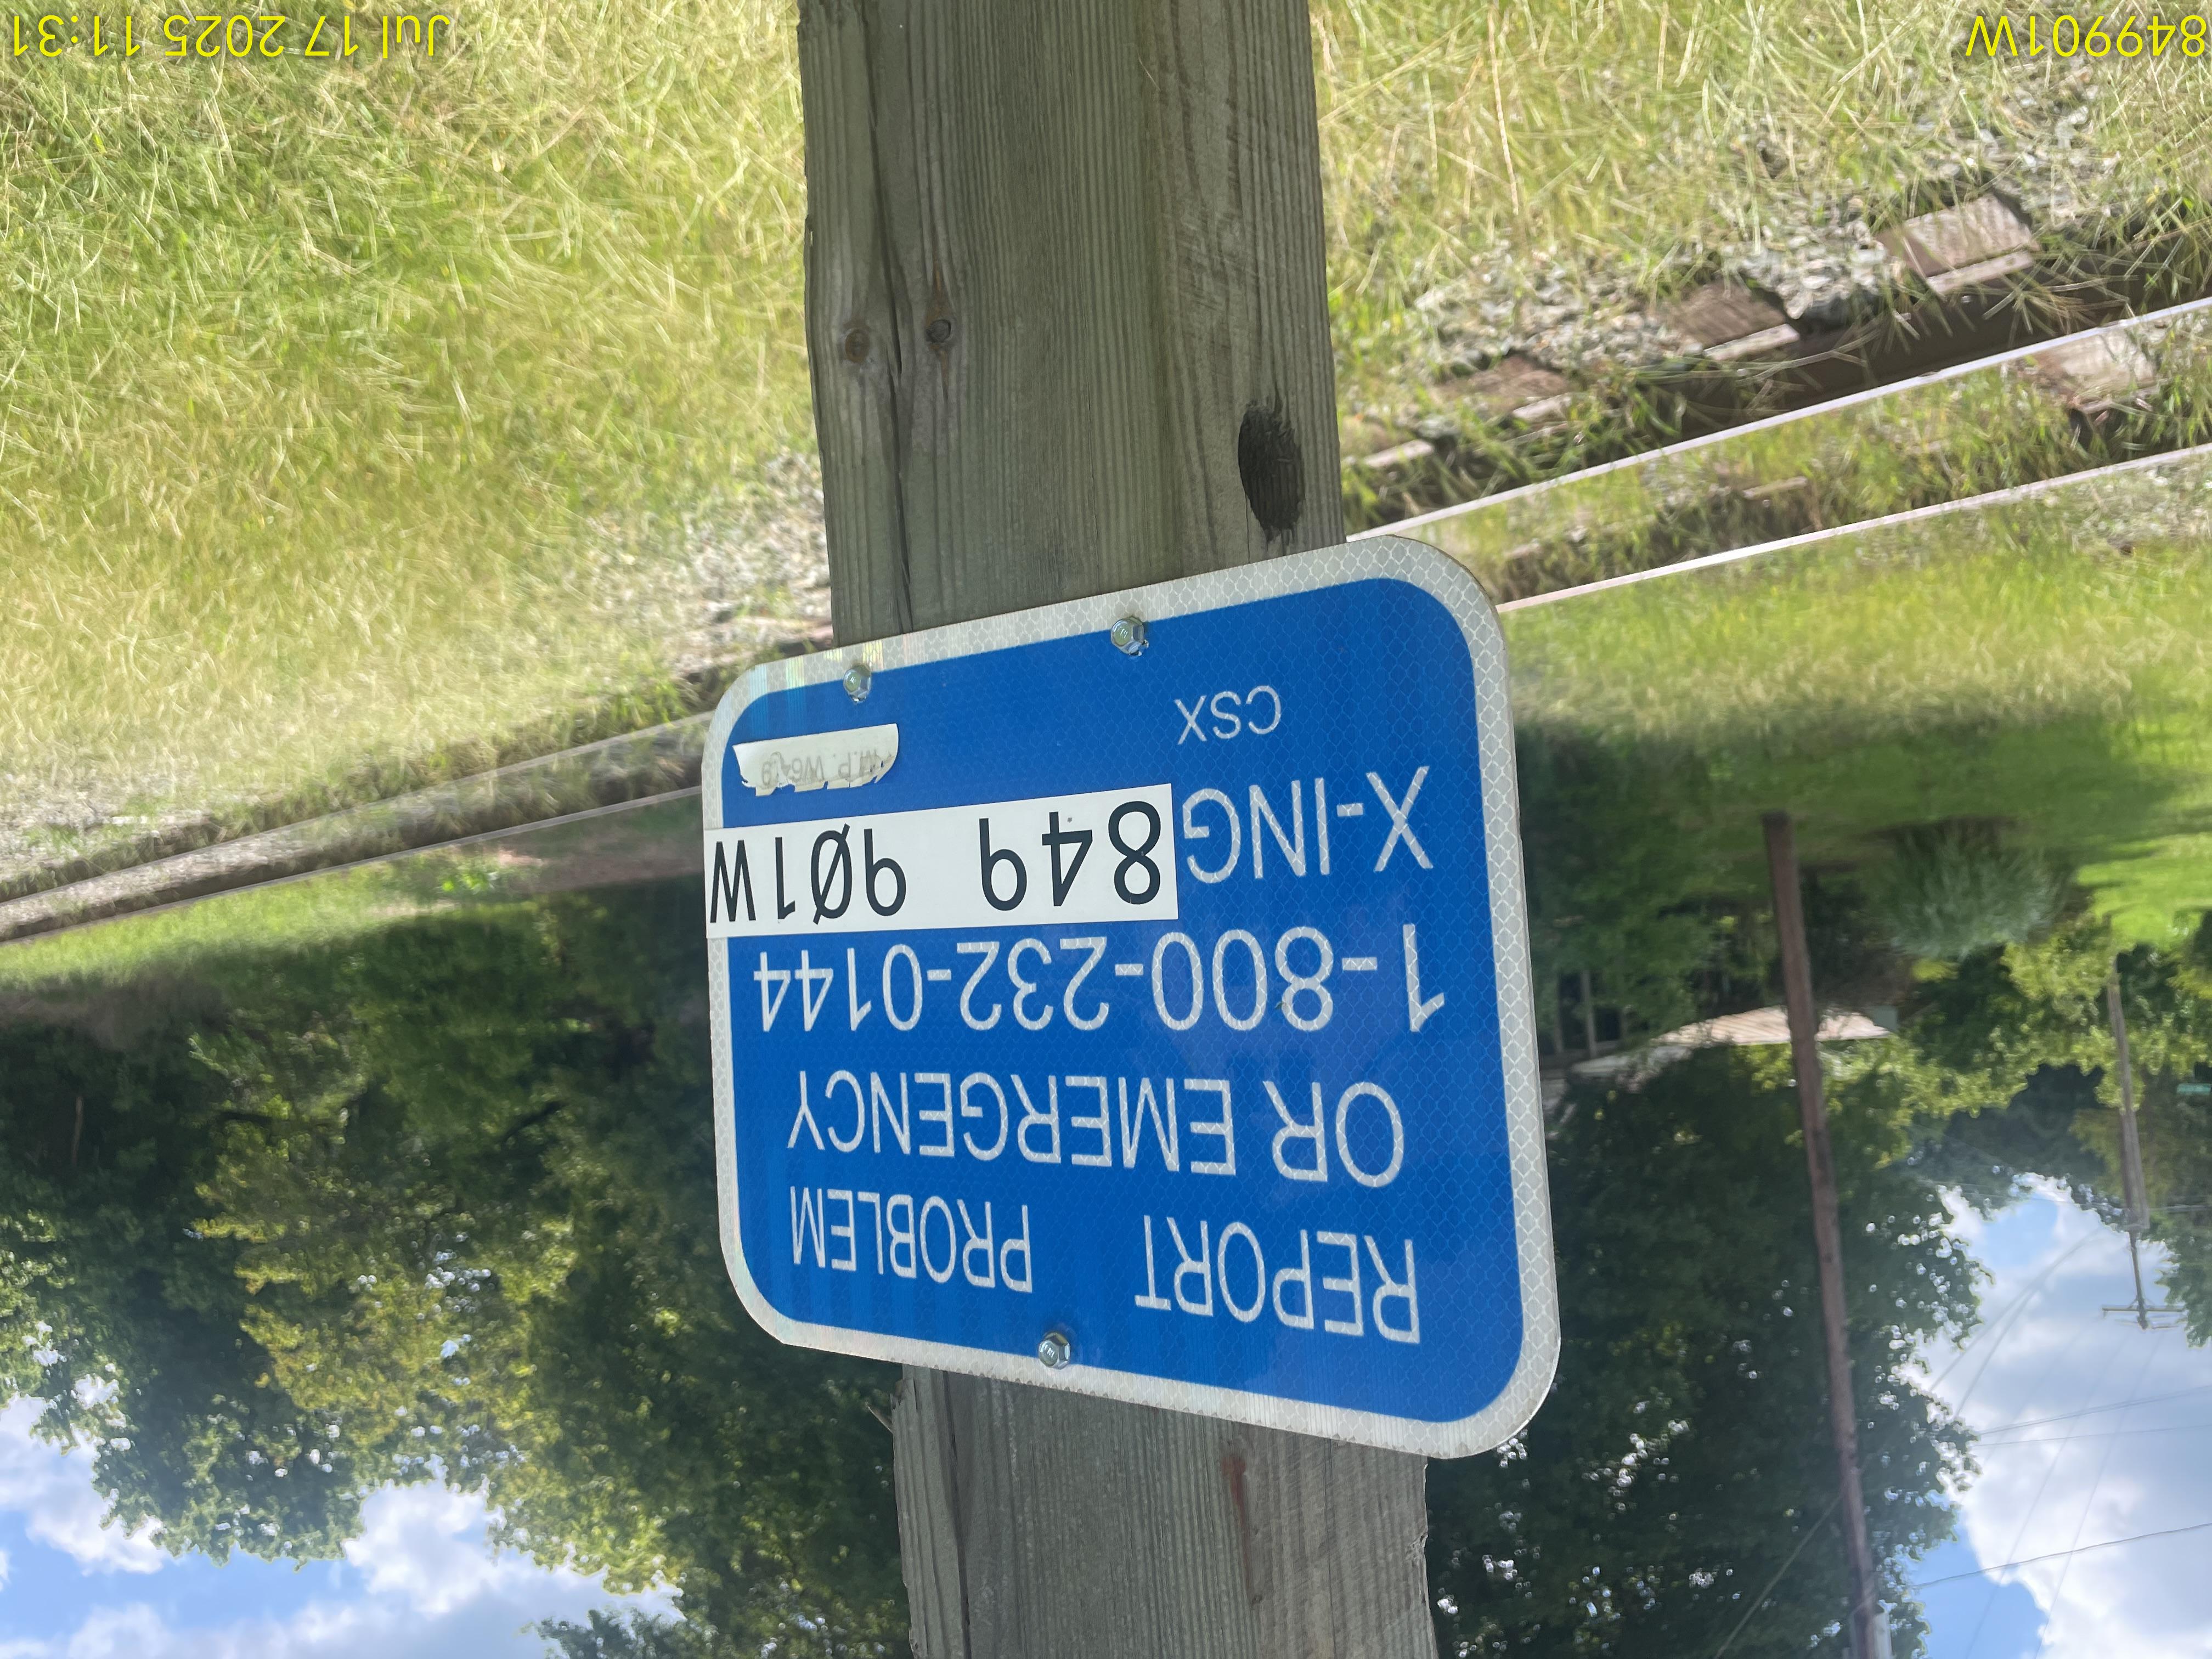 REPORT PROBLEM
OR EMERGENCY
1-800-232-0144
X-ING 849 901W
CSX
849901W
Jul 17 2025 11:31